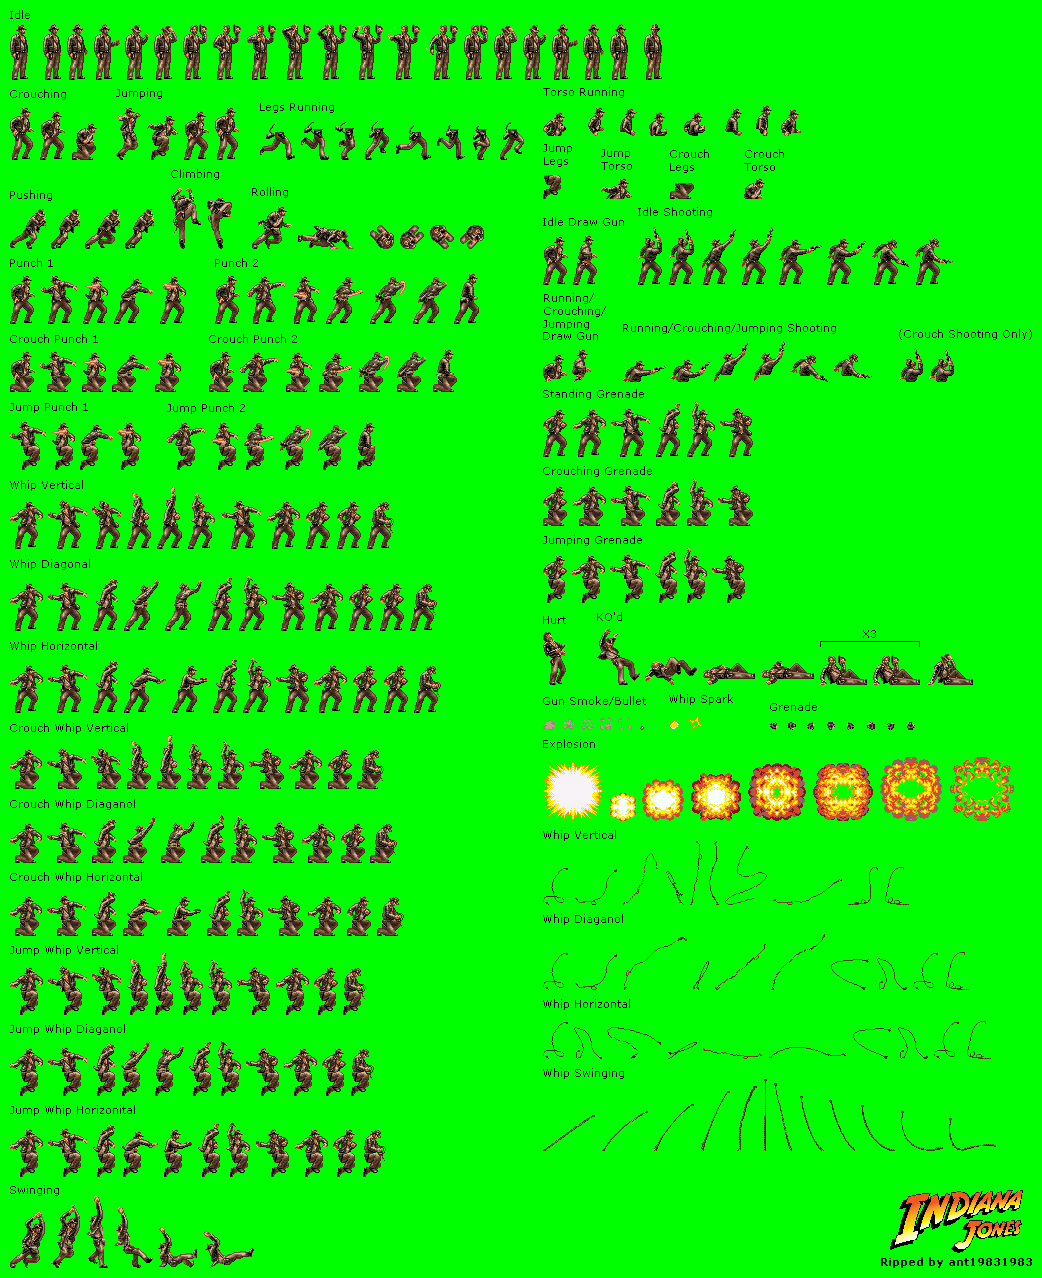 Idle
Crouching
Jumping
Legs Running
Climbing
Pushing
Rolling
Punch 1
Punch 2
Crouch Punch 1
Crouch Punch 2
Jump Punch 1
Jump Punch 2
Whip Vertical
Whip Diagonal
Whip Horizontal
Crouch Whip Vertical
Crouch Whip Diaganol
Crouch Whip Horizontal
Jump Whip Vertical
Jump Whip Diaganol
Jump Whip Horizonital
Swinging
Torso Running
Jump
Legs
Jump
Torso
Crouch
Legs
Crouch
Torso
Idle Draw Gun
Idle Shooting
Running/
Crouching/
Jumping
Draw Gun
Running/Crouching/Jumping Shooting
(Crouch Shooting Only)
Standing Grenade
Crouching Grenade
Jumping Grenade
Hurt
KO'd
X3
Gun Smoke/Bullet
Whip Spark
Grenade
Explosion
Whip Vertical
Whip Diaganol
Whip Horizontal
Whip Swinging
INDIANA
JONES
Ripped by ant19831983